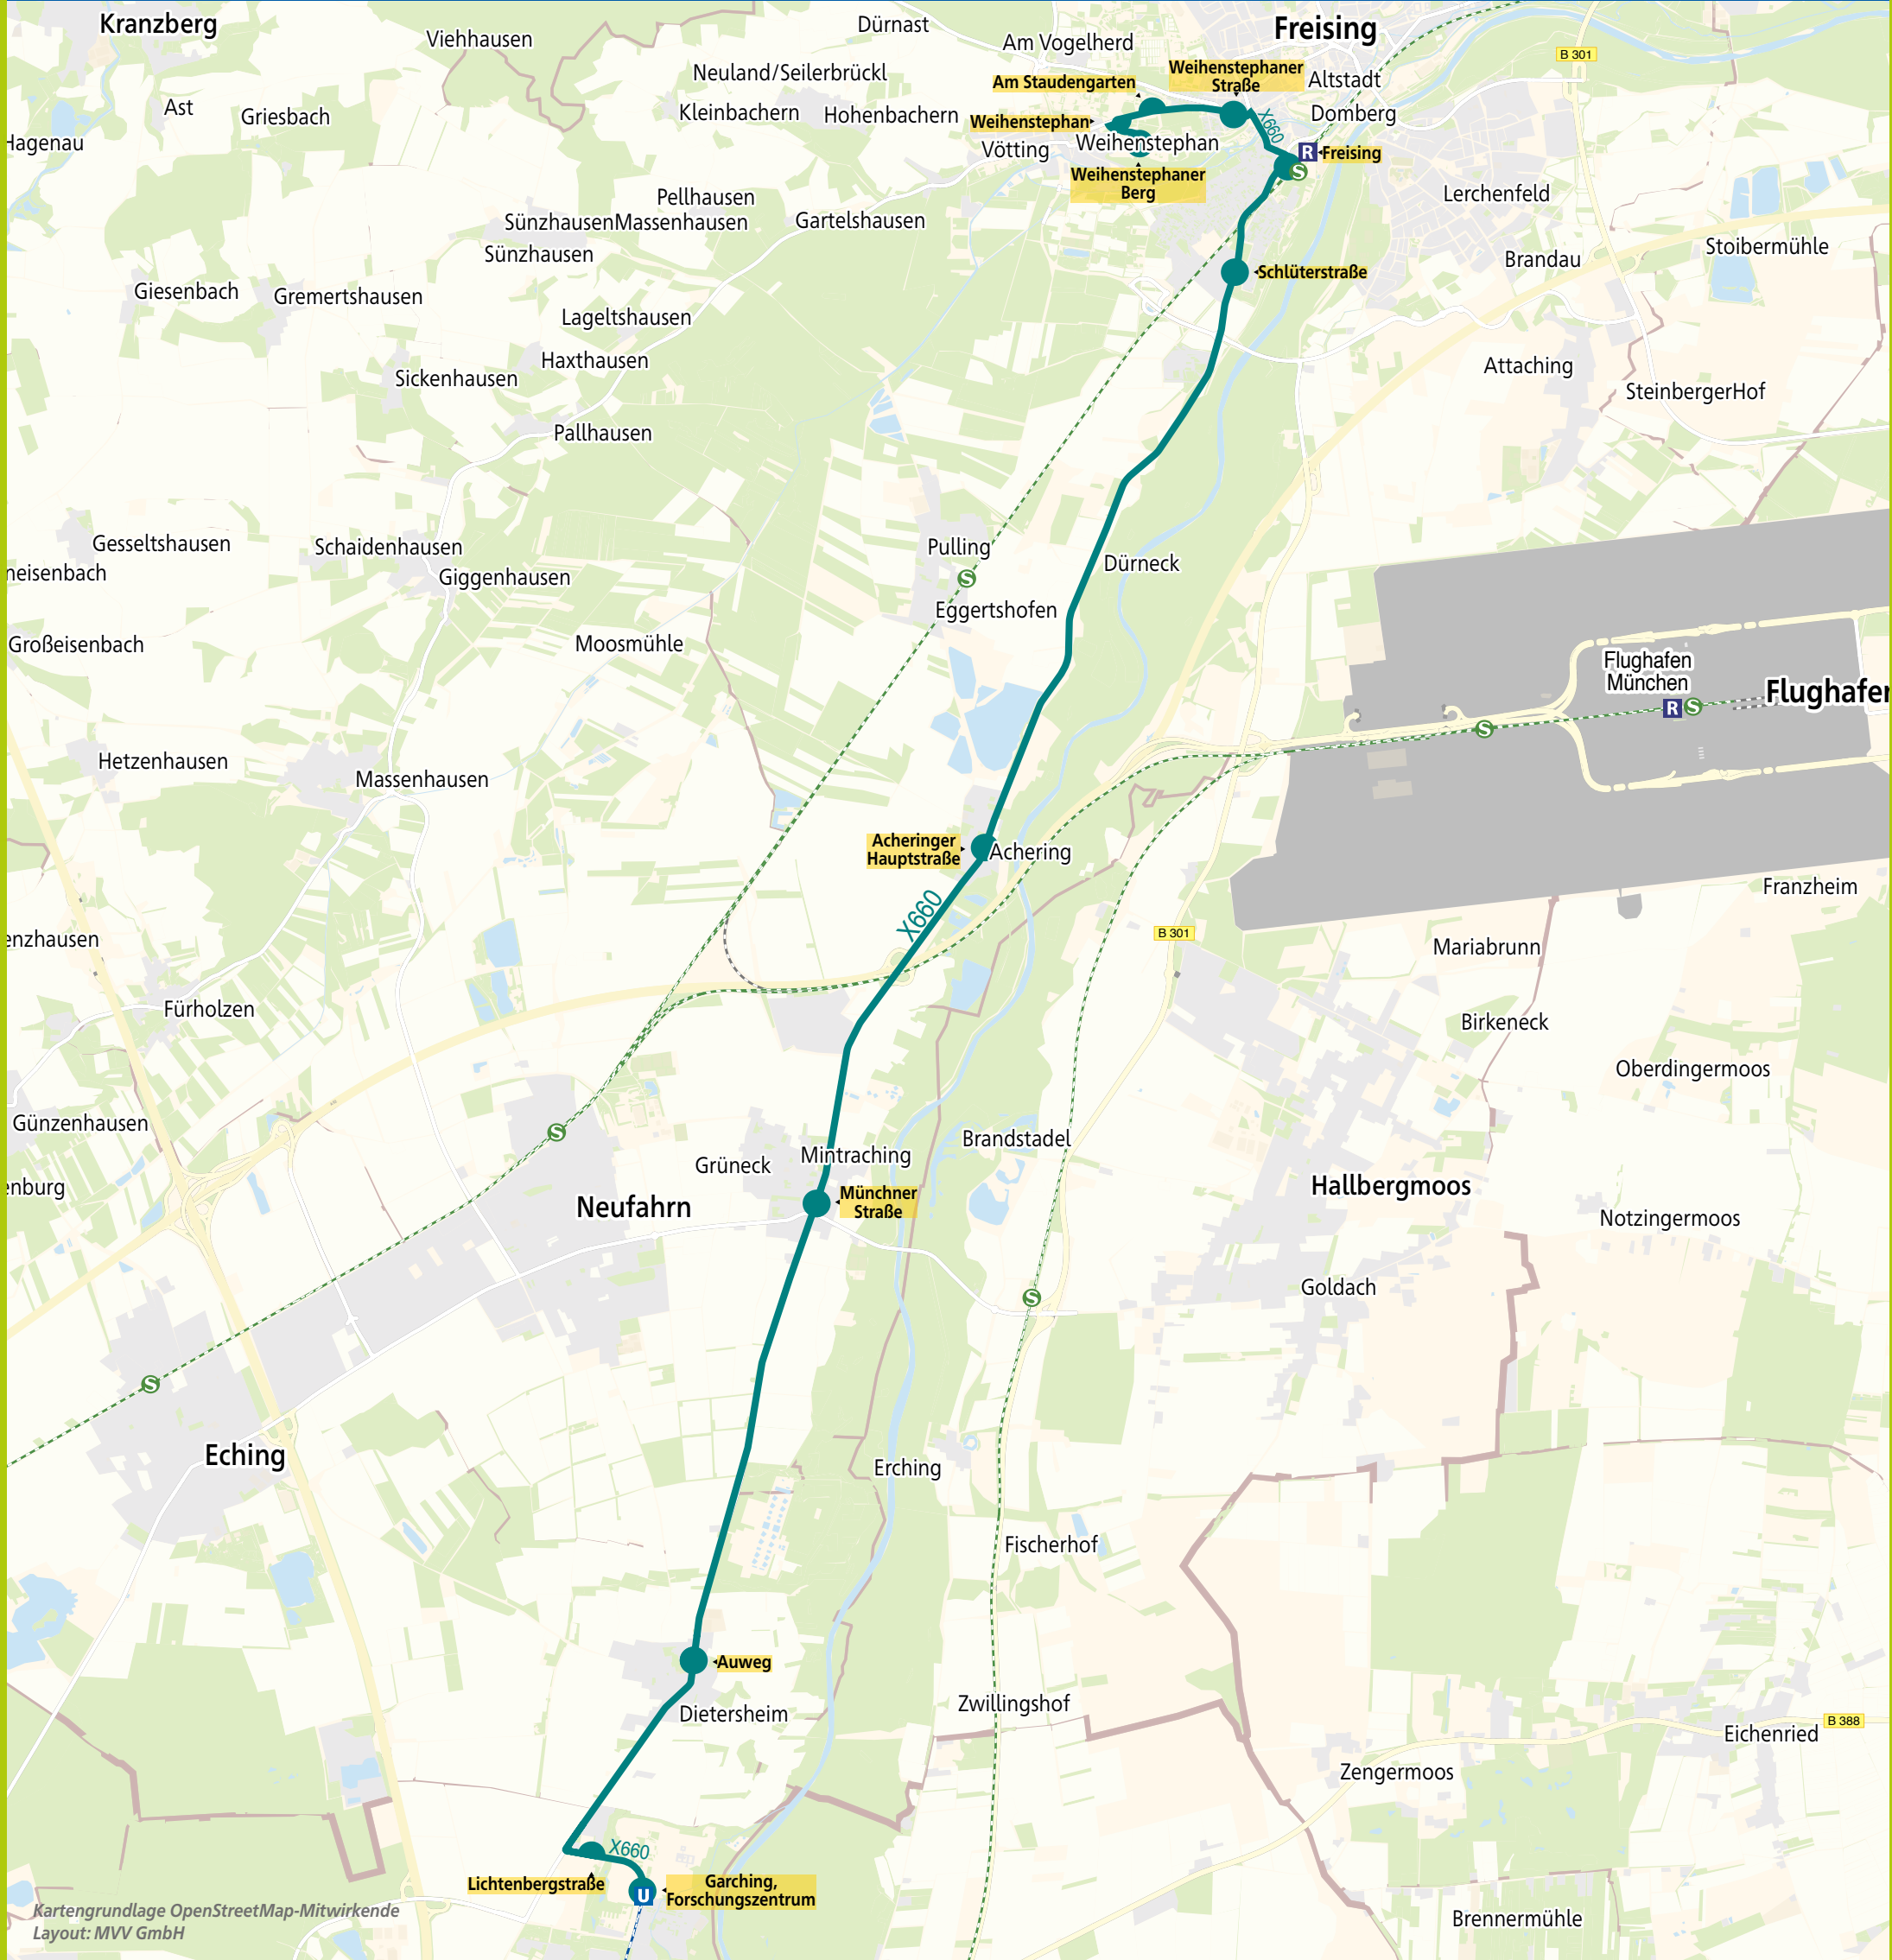 Kranzberg
Viehhausen
Dürnast
Am Vogelherd
Freising
B 301
Neuland/Seilerbrückl
Am Staudengarten
Weihenstephaner
Straße
Altstadt
Ast
Griesbach
Kleinbachern
Hohenbachern
Weihenstephan
X660
Domberg
Hagenau
Vötting
Weihenstephan
R
Freising
S
Weihenstephaner
Berg
Pellhausen
Lerchenfeld
SünzhausenMassenhausen
Gartelshausen
Sünzhausen
Stoibermühle
Brandau
Schlüterstraße
Giesenbach
Gremertshausen
Lageltshausen
Haxthausen
Attaching
Sickenhausen
SteinbergerHof
Pallhausen
Gesseltshausen
Schaidenhausen
Pulling
S
Dürneck
neisenbach
Giggenhausen
Eggertshofen
Großeisenbach
Moosmühle
Flughafen
München
R
S
Flughafen
S
Hetzenhausen
Massenhausen
Acheringer
Hauptstraße
Achering
Franzheim
X660
B 301
enzhausen
Mariabrunn
Fürholzen
Birkeneck
Oberdingermoos
Günzenhausen
S
Brandstadel
Mintraching
Grüneck
enburg
Hallbergmoos
Neufahrn
Münchner
Straße
Notzingermoos
Goldach
S
S
Eching
Erching
Fischerhof
Auweg
Dietersheim
Zwillingshof
B 388
Eichenried
Zengermoos
X660
Lichtenbergstraße
U
Garching,
Forschungszentrum
Kartengrundlage OpenStreetMap-Mitwirkende
Layout: MVV GmbH
Brennermühle